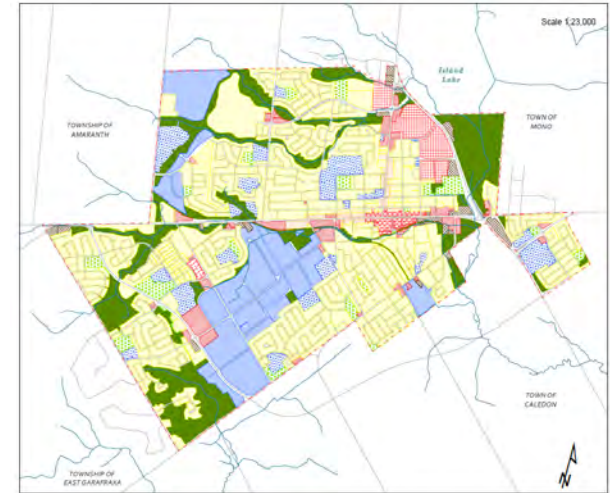 Scale 1:23,000
Island
Lake
TOWNSHIP OF
AMARANTH
TOWN OF
MONO
TOWN OF
CALEDON
TOWNSHIP OF
EAST GARAFRAXA
N